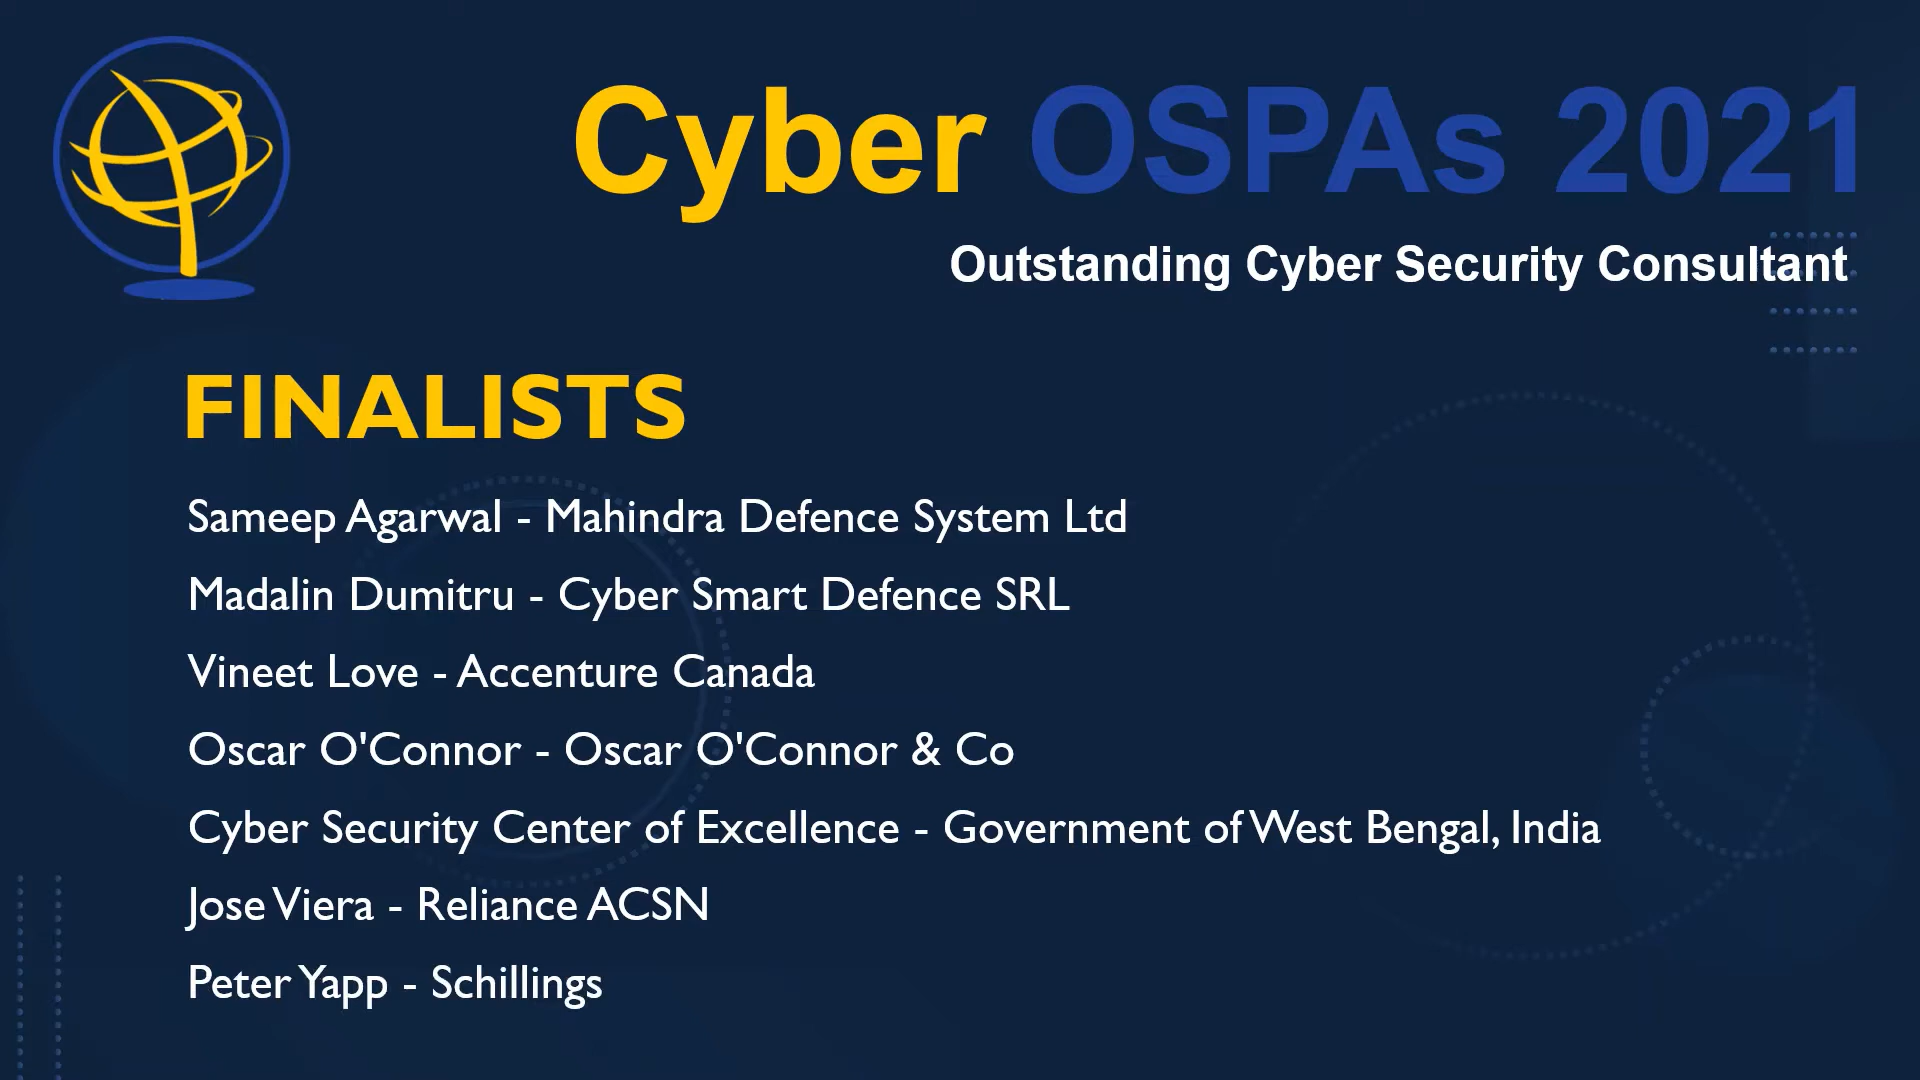 Cyber OSPAs 2021
Outstanding Cyber Security Consultant
FINALISTS
Sameep Agarwal - Mahindra Defence System Ltd
Madalin Dumitru - Cyber Smart Defence SRL
Vineet Love - Accenture Canada
Oscar O'Connor - Oscar O'Connor & Co
Cyber Security Center of Excellence - Government of West Bengal, India
Jose Viera - Reliance ACSN
Peter Yapp - Schillings